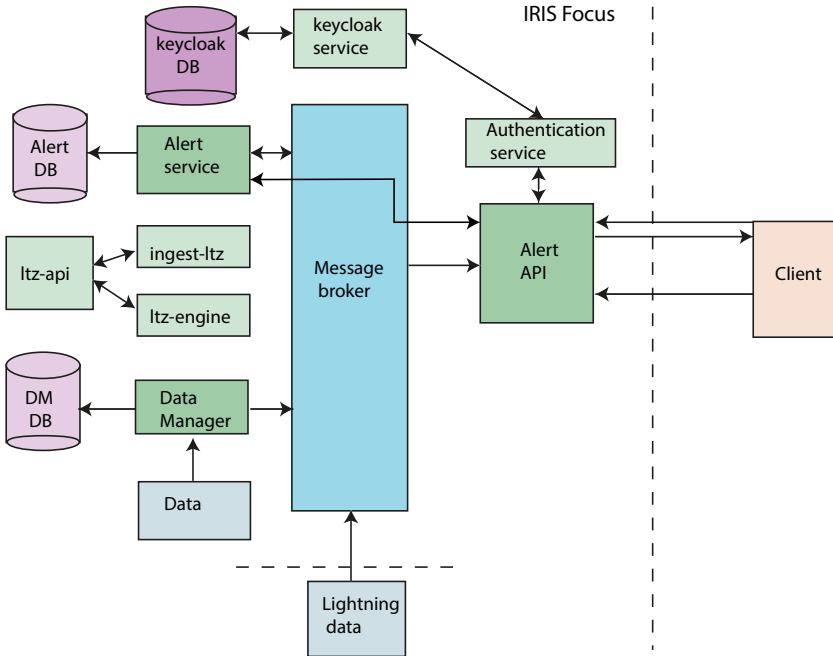 IRIS Focus
keycloak
DB
keycloak
service
Alert
DB
Alert
service
Authentication
service
ltz-api
ingest-ltz
ltz-engine
Message
broker
Alert
API
Client
DM
DB
Data
Manager
Data
Lightning
data